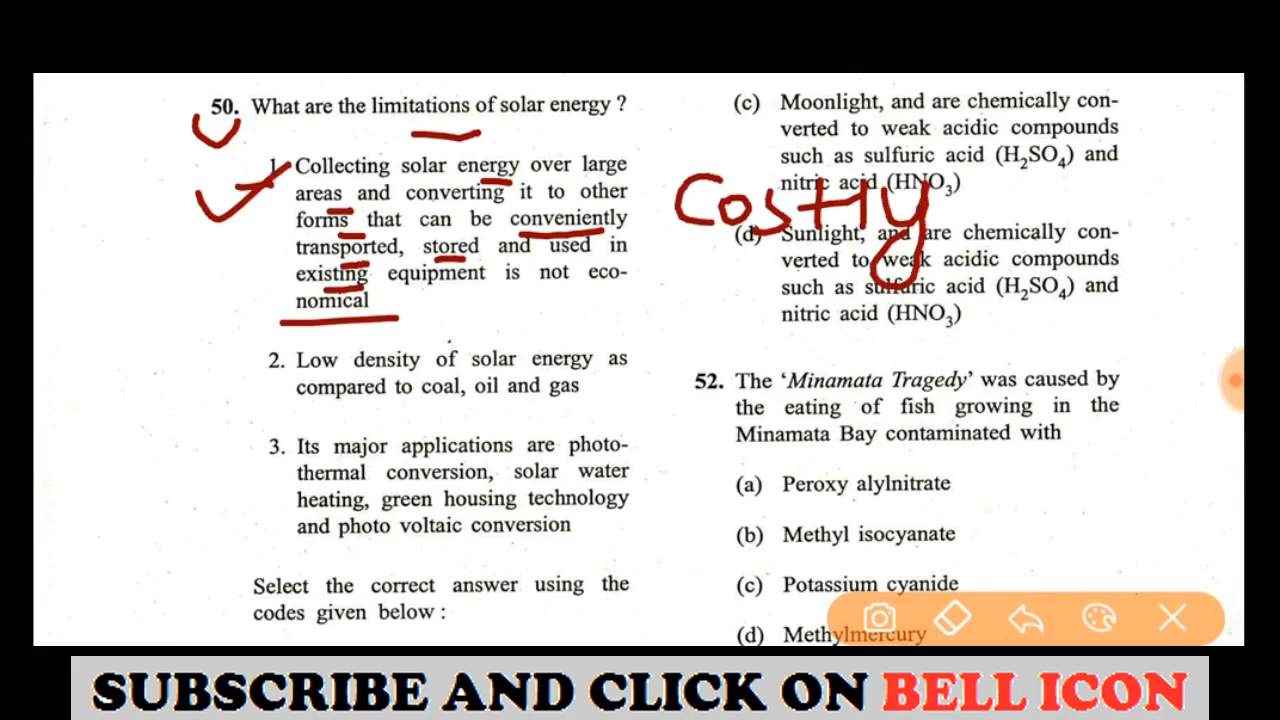 50. What are the limitations of solar energy ?
1. Collecting solar energy over large
areas and converting it to other
forms that can be conveniently
transported, stored and used in
existing equipment is not eco-
nomical
2. Low density of solar energy as
compared to coal, oil and gas
3. Its major applications are photo-
thermal conversion, solar water
heating, green housing technology
and photo voltaic conversion
Select the correct answer using the
codes given below :
(c) Moonlight, and are chemically con-
verted to weak acidic compounds
such as sulfuric acid (H₂SO₄) and
nitric acid (HNO₃)
Costly
(d) Sunlight, and are chemically con-
verted to weak acidic compounds
such as sulfuric acid (H₂SO₄) and
nitric acid (HNO₃)
52. The ‘Minamata Tragedy’ was caused by
the eating of fish growing in the
Minamata Bay contaminated with
(a) Peroxy alylnitrate
(b) Methyl isocyanate
(c) Potassium cyanide
(d) Methylmercury
SUBSCRIBE AND CLICK ON BELL ICON